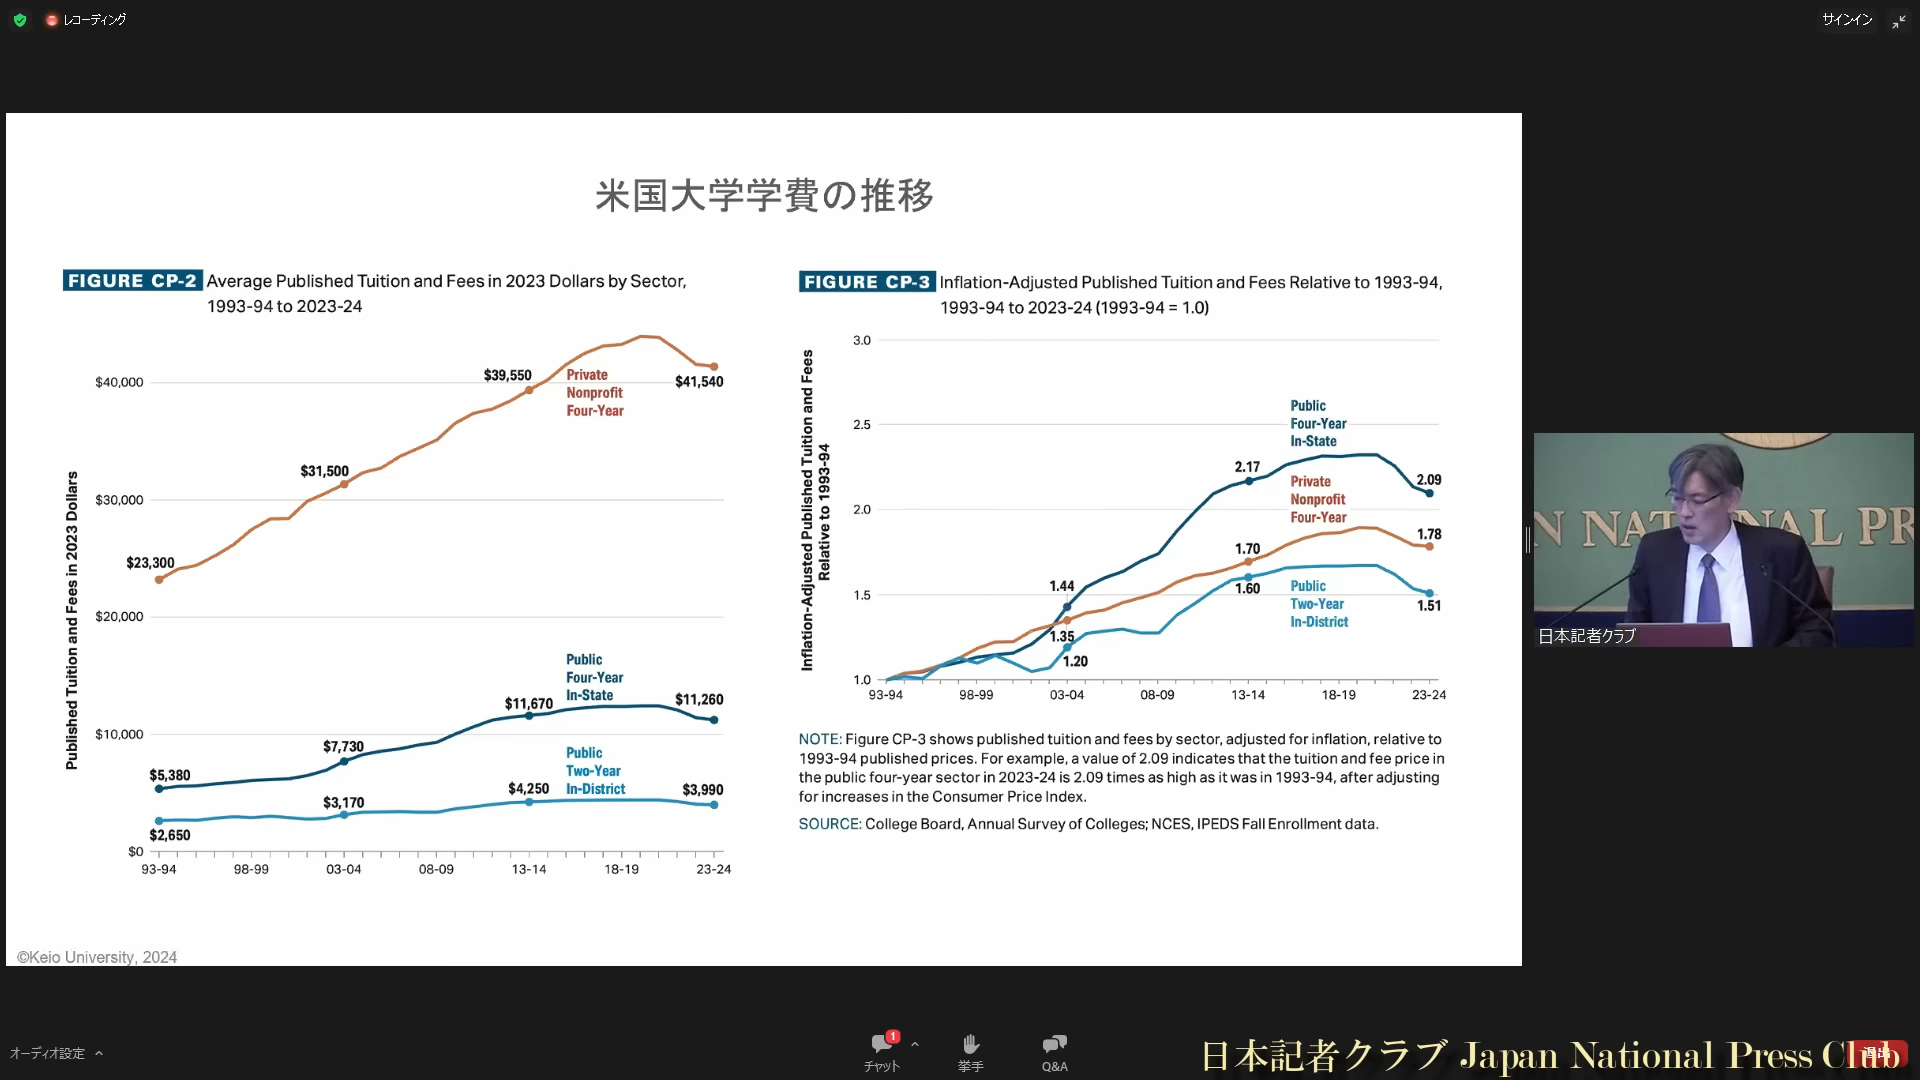 レコーディング
サインイン
米国大学学費の推移
FIGURE CP-2 Average Published Tuition and Fees in 2023 Dollars by Sector,
1993-94 to 2023-24
Published Tuition and Fees in 2023 Dollars
$40,000
$30,000
$20,000
$10,000
$0
$23,300
$31,500
$39,550
$41,540
Private
Nonprofit
Four-Year
$5,380
$7,730
$11,670
$11,260
Public
Four-Year
In-State
$2,650
$3,170
$4,250
$3,990
Public
Two-Year
In-District
93-94 98-99 03-04 08-09 13-14 18-19 23-24
FIGURE CP-3 Inflation-Adjusted Published Tuition and Fees Relative to 1993-94,
1993-94 to 2023-24 (1993-94 = 1.0)
Inflation-Adjusted Published Tuition and Fees
Relative to 1993-94
3.0
2.5
2.0
1.5
1.0
Public
Four-Year
In-State
1.44
2.17
2.09
Private
Nonprofit
Four-Year
1.35
1.70
1.78
Public
Two-Year
In-District
1.20
1.60
1.51
93-94 98-99 03-04 08-09 13-14 18-19 23-24
NOTE: Figure CP-3 shows published tuition and fees by sector, adjusted for inflation, relative to
1993-94 published prices. For example, a value of 2.09 indicates that the tuition and fee price in
the public four-year sector in 2023-24 is 2.09 times as high as it was in 1993-94, after adjusting
for increases in the Consumer Price Index.
SOURCE: College Board, Annual Survey of Colleges; NCES, IPEDS Fall Enrollment data.
©Keio University, 2024
N NATIONAL PR
日本記者クラブ
オーディオ設定
1
チャット
挙手
Q&A
退出
日本記者クラブ Japan National Press Club